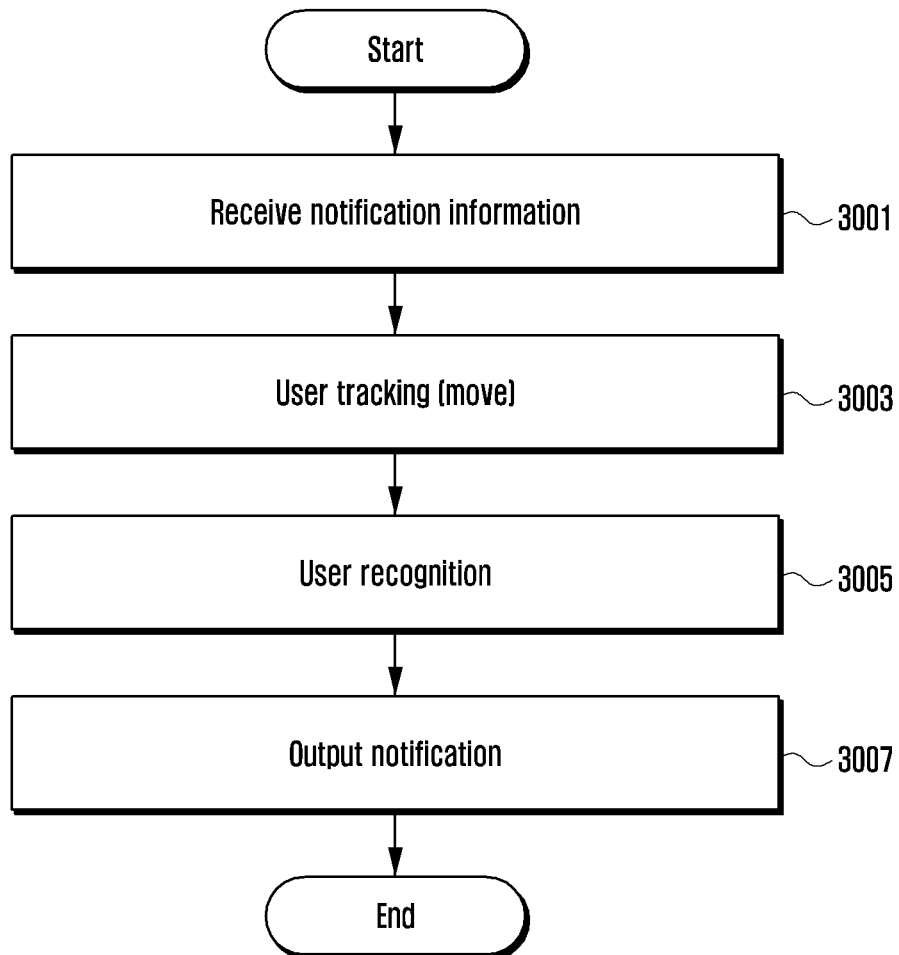 Start
Receive notification information
3001
User tracking (move)
3003
User recognition
3005
Output notification
3007
End